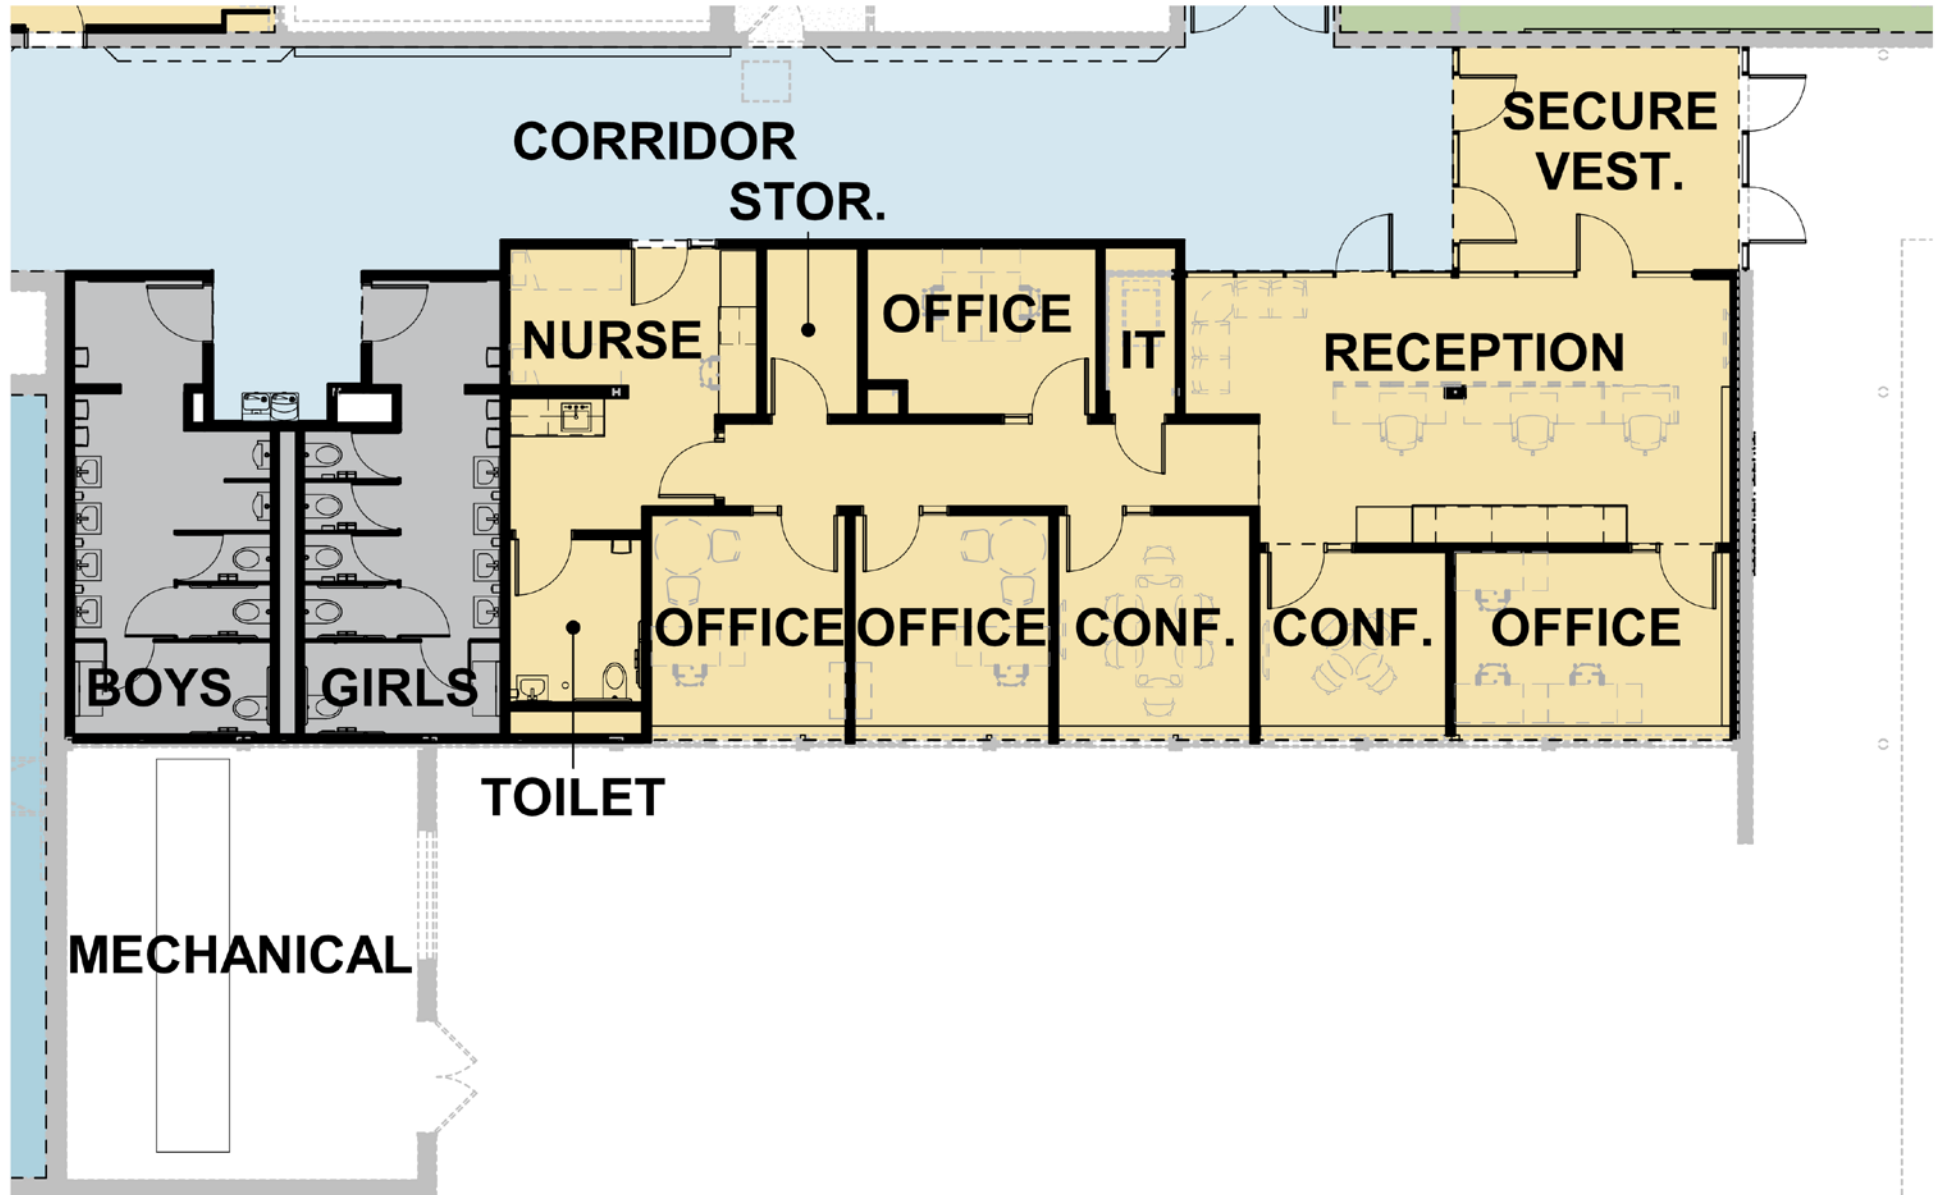 SECURE
VEST.
CORRIDOR
STOR.
OFFICE
NURSE
IT
RECEPTION
OFFICE
OFFICE
CONF.
CONF.
OFFICE
BOYS
GIRLS
TOILET
MECHANICAL